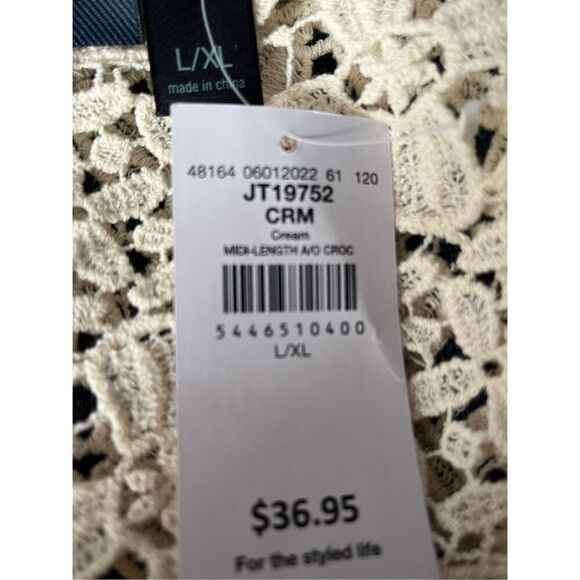 L/XL
made in china
48164 06012022 61 120
JT19752
CRM
Cream
MIDI-LENGTH A/O CROC
5446510400
L/XL
$36.95
For the styled life